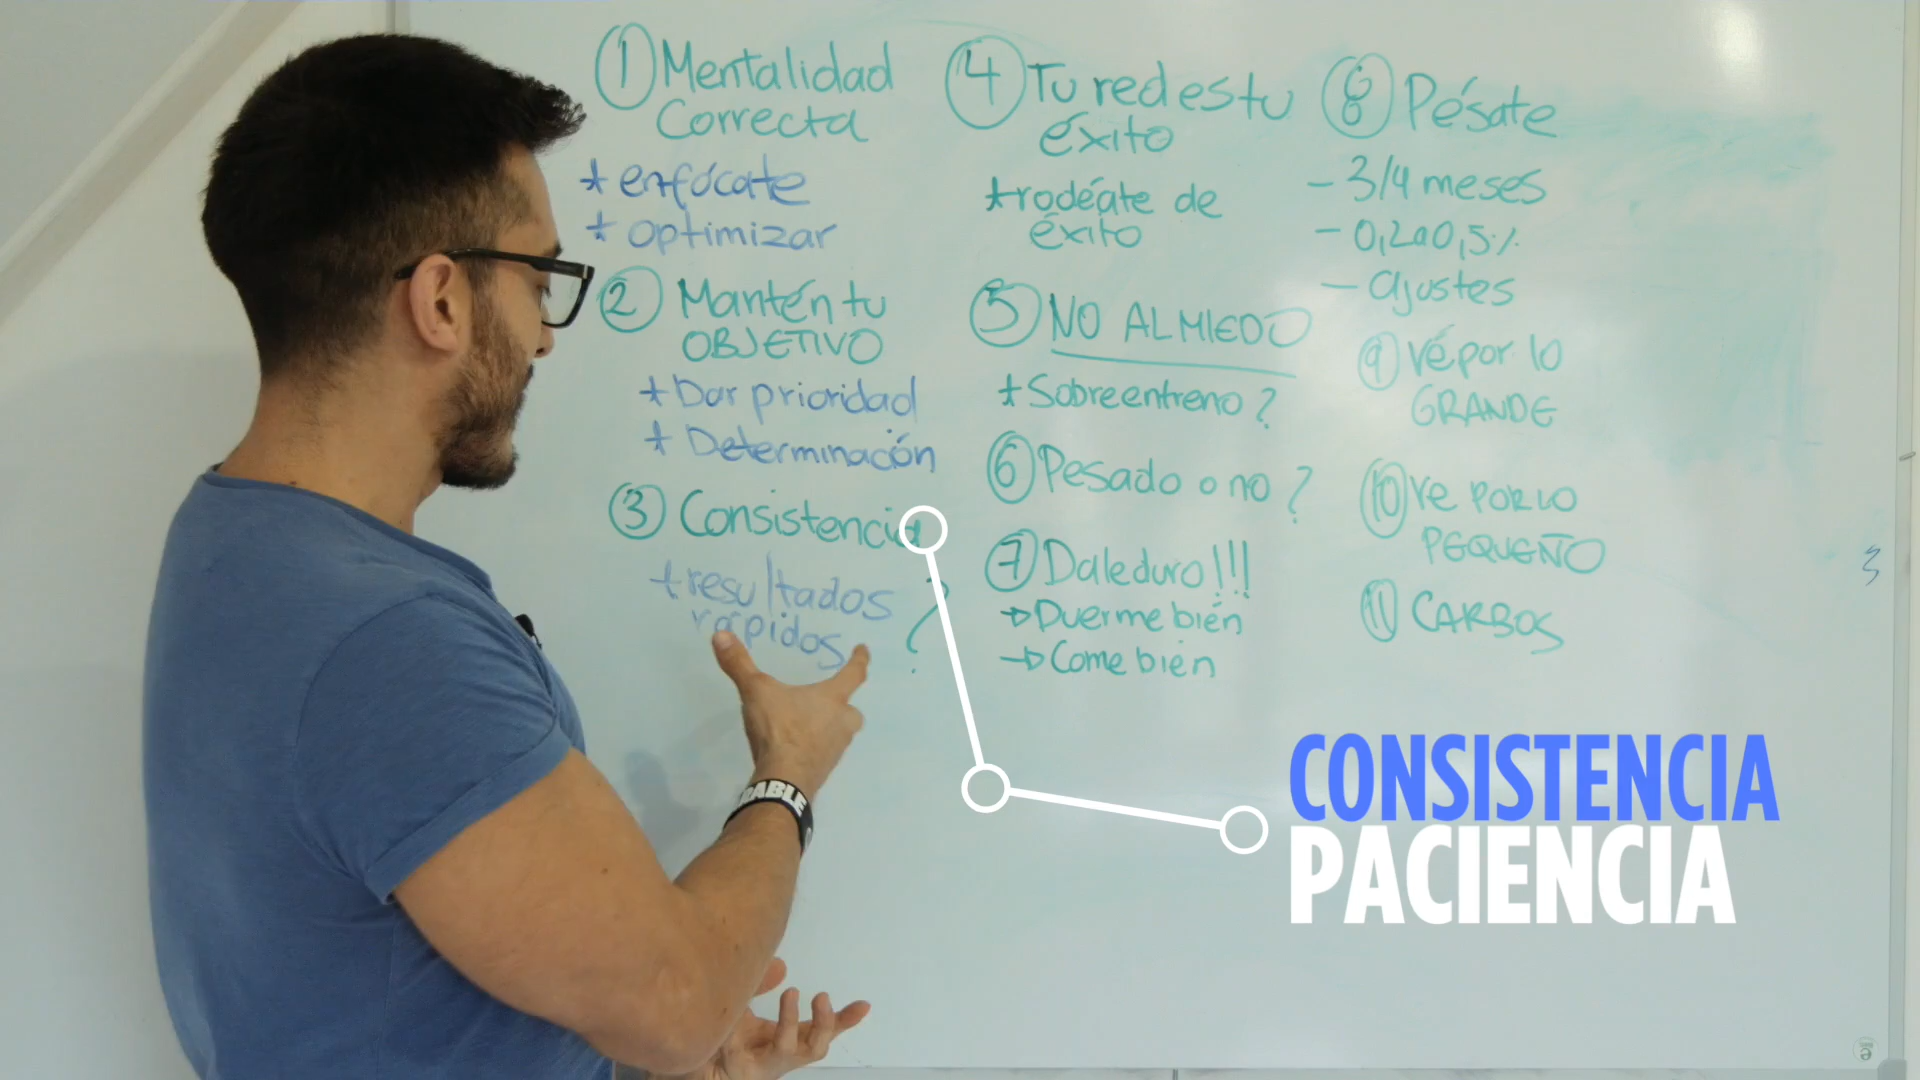 1 Mentalidad
Correcta
* enfócate
* optimizar
2 Mantén tu
OBJETIVO
* Dar prioridad
* Determinación
3 Consistencia
* resultados
rápidos ?
4 Tu red es tu
éxito
* rodéate de
éxito
5 NO AL MIEDO
* Sobreentreno ?
6 Pesado o no ?
7 Dale duro!!!
→ Duerme bién
→ Come bien
8 Pésate
- 3/4 meses
- 0,2 a 0,5%
- ajustes
9 Vé por lo
GRANDE
10 Ve POR LO
PEQUEÑO
11 CARBOS
CONSISTENCIA
PACIENCIA